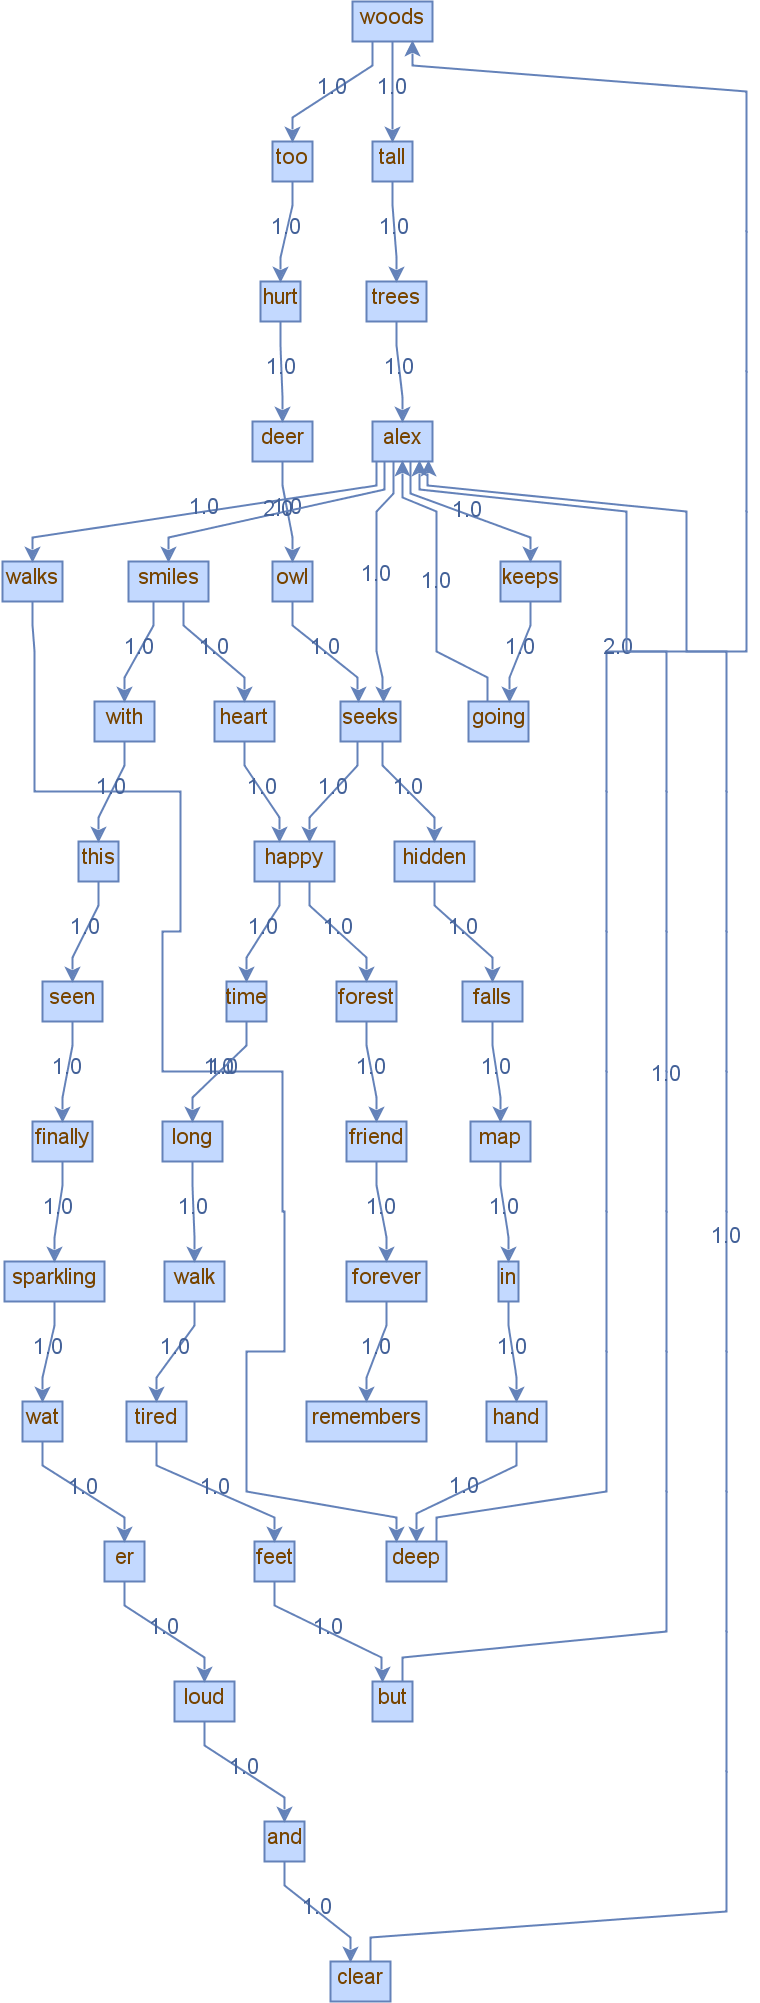 woods
1.0 1.0
too tall
1.0 1.0
hurt trees
1.0 1.0
deer alex
1.0 2.0 1.0 1.0
walks smiles owl 1.0 1.0 keeps
1.0 1.0 1.0 1.0 2.0
with heart seeks going
1.0 1.0 1.0 1.0
this happy hidden
1.0 1.0 1.0 1.0
seen time forest falls
1.0 1.0 1.0 1.0 1.0 1.0
finally long friend map
1.0 1.0 1.0 1.0 1.0
sparkling walk forever in
1.0 1.0 1.0 1.0
wat tired remembers hand
1.0 1.0 1.0
er feet deep
1.0 1.0
loud but
1.0
and
1.0
clear